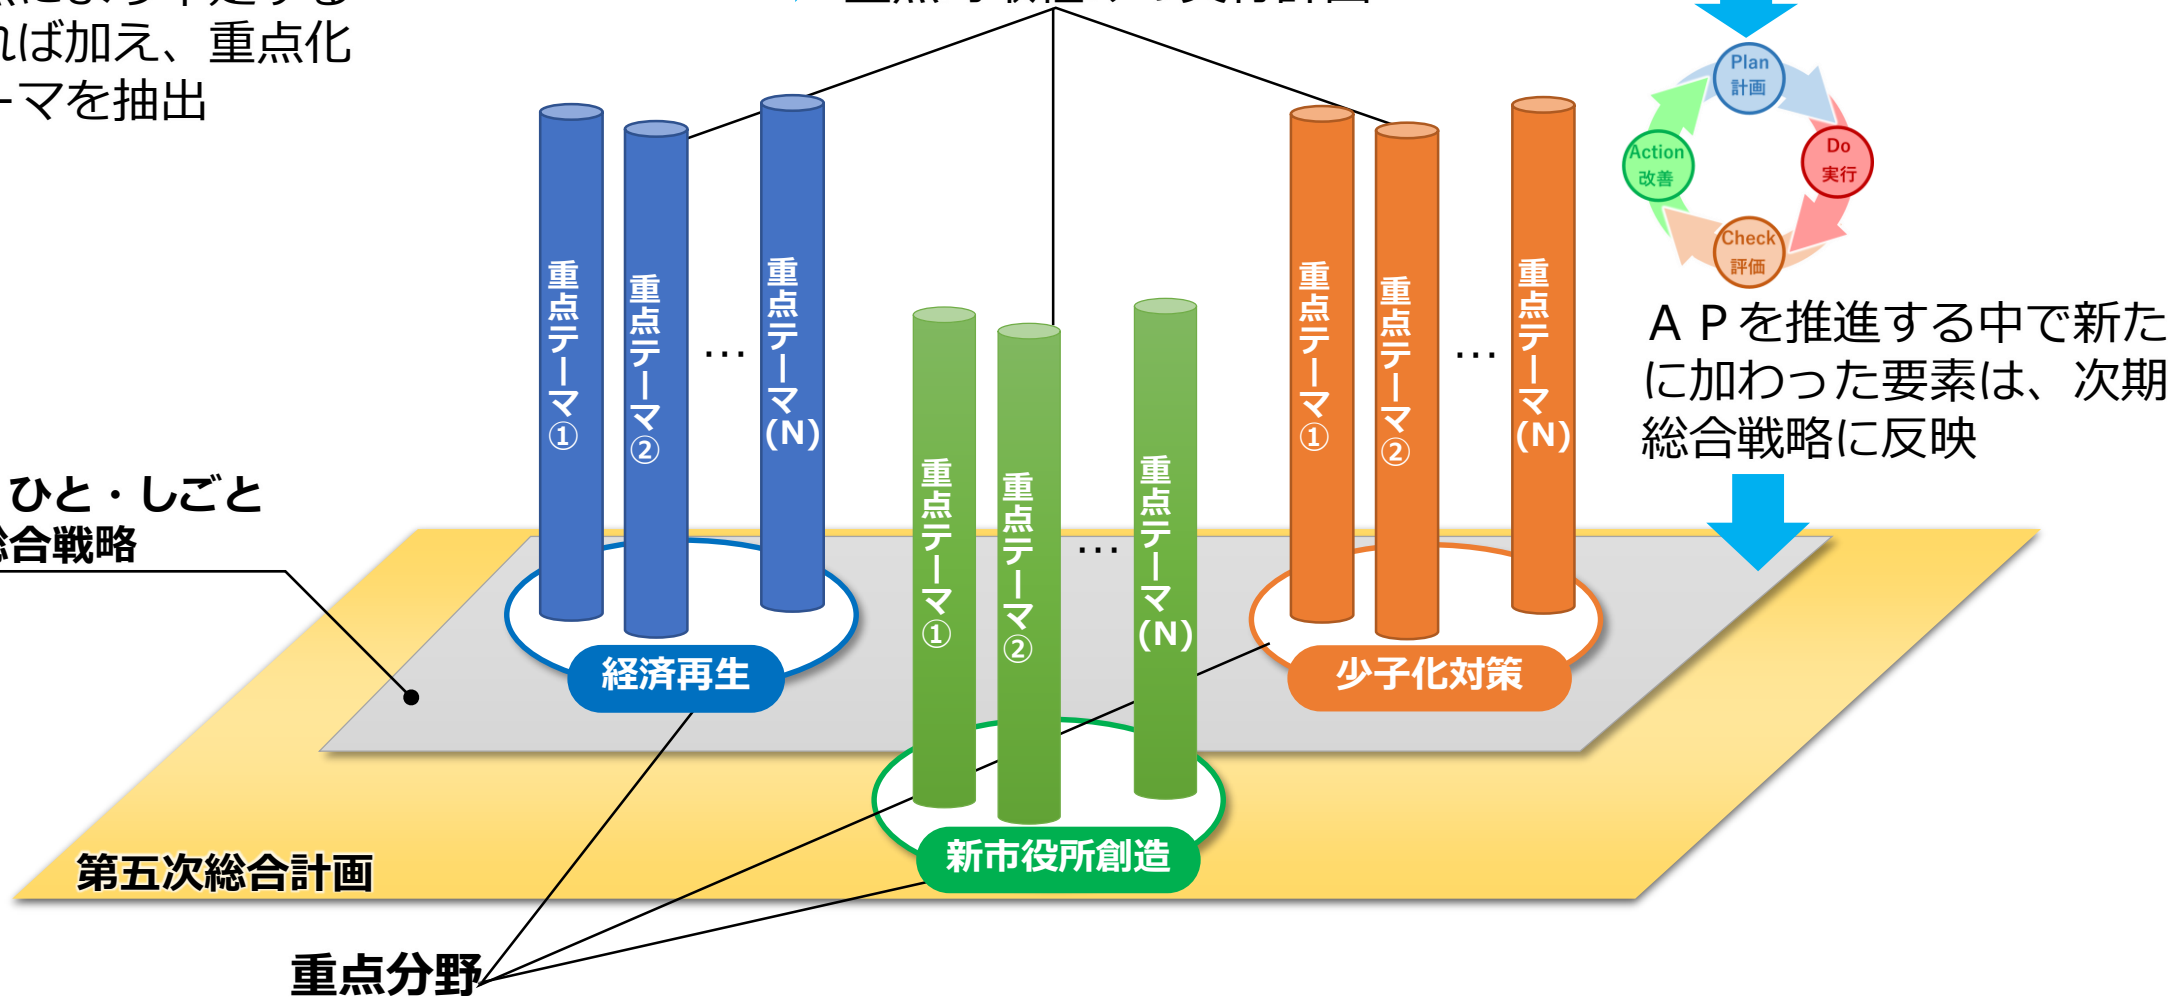 れば加え、重点化
ーマを抽出
Plan
計画
Do
実行
Check
評価
Action
改善
重点テーマ①
重点テーマ②
…
重点テーマ(N)
重点テーマ①
重点テーマ②
…
重点テーマ(N)
重点テーマ①
重点テーマ②
…
重点テーマ(N)
ＡＰを推進する中で新た
に加わった要素は、次期
総合戦略に反映
ひと・しごと
総合戦略
経済再生
少子化対策
新市役所創造
第五次総合計画
重点分野